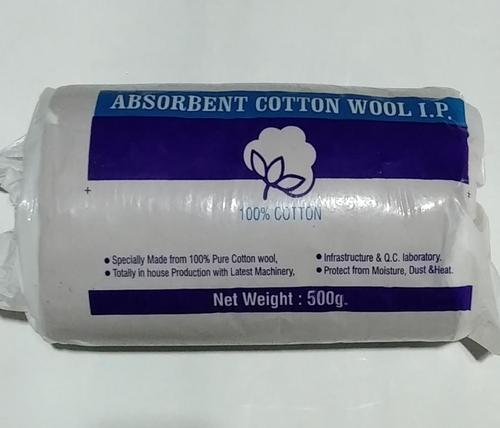 ABSORBENT COTTON WOOL I.P.
100% COTTON
• Specially Made from 100% Pure Cotton wool,
• Totally in house Production with Latest Machinery,
• Infrastructure & Q.C. laboratory.
• Protect from Moisture, Dust &Heat.
Net Weight : 500g.